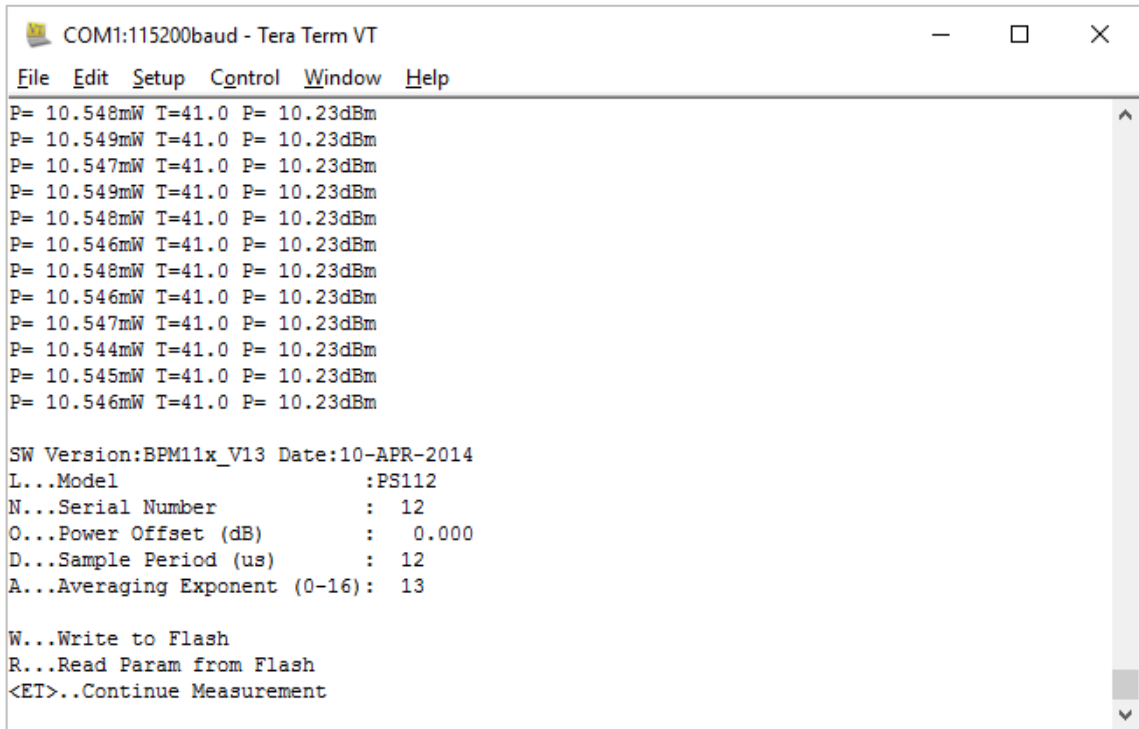 COM1:115200baud - Tera Term VT
File Edit Setup Control Window Help
P= 10.548mW T=41.0 P= 10.23dBm
P= 10.549mW T=41.0 P= 10.23dBm
P= 10.547mW T=41.0 P= 10.23dBm
P= 10.549mW T=41.0 P= 10.23dBm
P= 10.548mW T=41.0 P= 10.23dBm
P= 10.546mW T=41.0 P= 10.23dBm
P= 10.548mW T=41.0 P= 10.23dBm
P= 10.546mW T=41.0 P= 10.23dBm
P= 10.547mW T=41.0 P= 10.23dBm
P= 10.544mW T=41.0 P= 10.23dBm
P= 10.545mW T=41.0 P= 10.23dBm
P= 10.546mW T=41.0 P= 10.23dBm
SW Version:BPM11x_V13 Date:10-APR-2014
L...Model                  :PS112
N...Serial Number          :  12
O...Power Offset (dB)      :   0.000
D...Sample Period (us)     :  12
A...Averaging Exponent (0-16):  13
W...Write to Flash
R...Read Param from Flash
<ET>..Continue Measurement